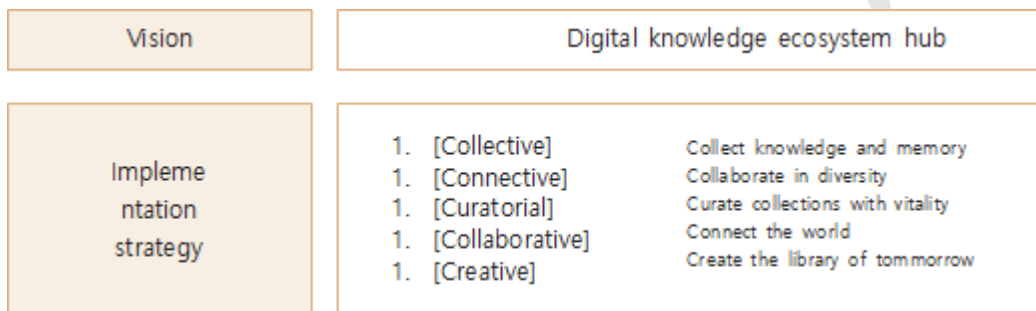 Vision
Digital knowledge ecosystem hub
Impleme
ntation
strategy
1. [Collective]
1. [Connective]
1. [Curatorial]
1. [Collaborative]
1. [Creative]
Collect knowledge and memory
Collaborate in diversity
Curate collections with vitality
Connect the world
Create the library of tommorrow